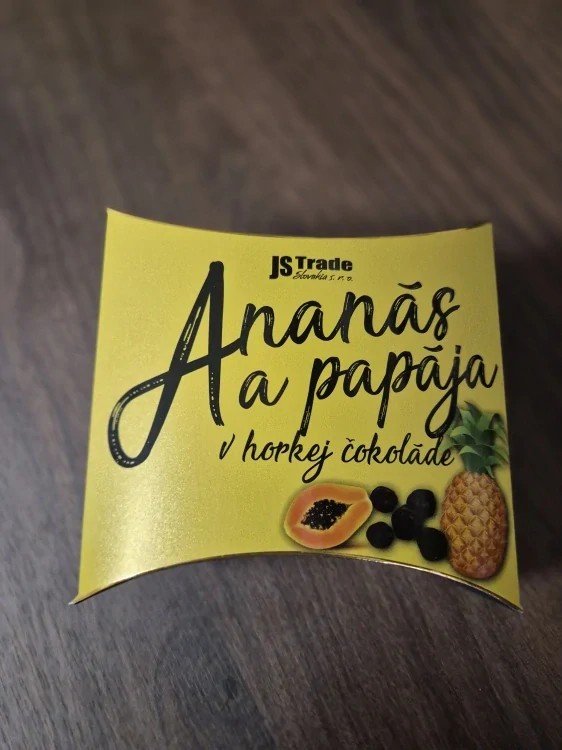 JS Trade
Slovakia s. r. o.
Ananás
a papája
v horkej čokoláde